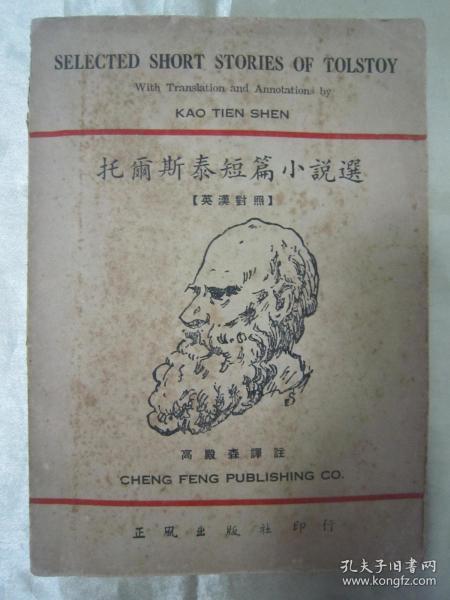 SELECTED SHORT STORIES OF TOLSTOY
With Translation and Annotations by
KAO TIEN SHEN
托爾斯泰短篇小說選
【英漢對照】
高殿森譯註
CHENG FENG PUBLISHING CO.
正風出版社印行
孔夫子旧书网
www.kongfz.com